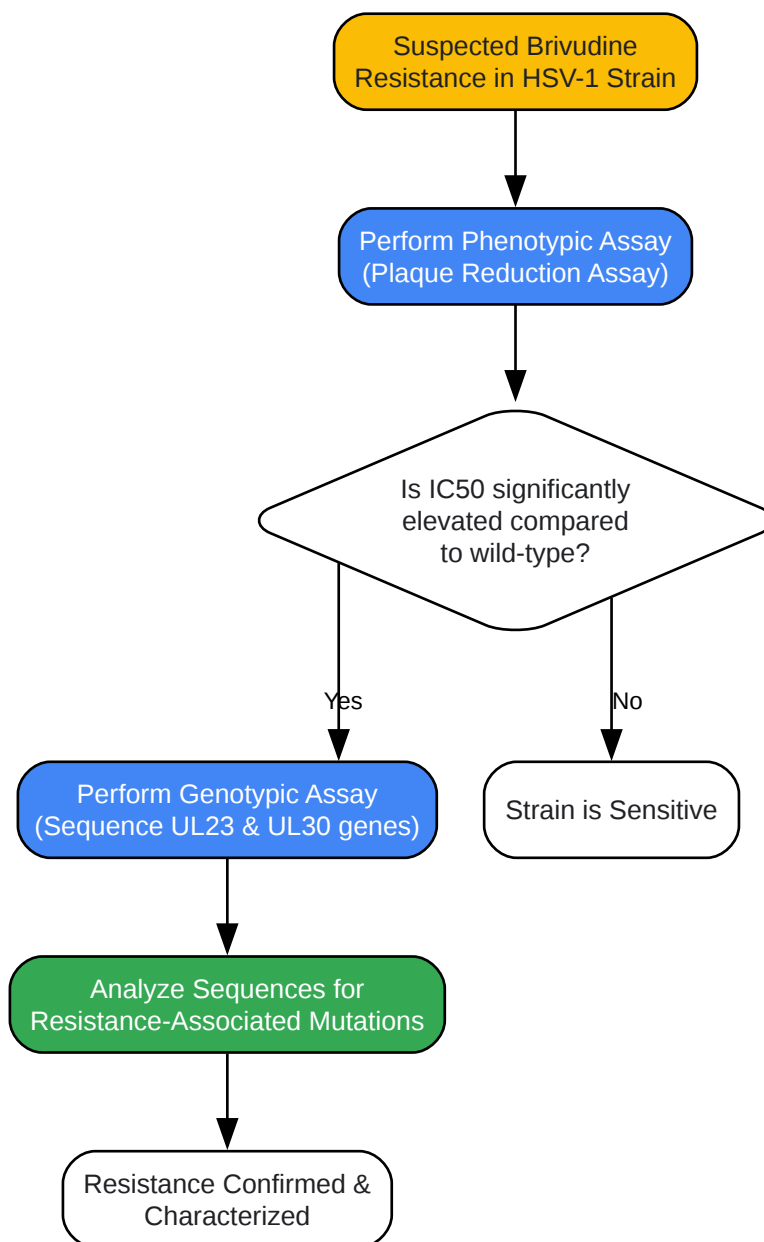 Suspected Brivudine
Resistance in HSV-1 Strain
Perform Phenotypic Assay
(Plaque Reduction Assay)
Is IC50 significantly
elevated compared
to wild-type?
Yes
No
Perform Genotypic Assay
(Sequence UL23 & UL30 genes)
Strain is Sensitive
Analyze Sequences for
Resistance-Associated Mutations
Resistance Confirmed &
Characterized